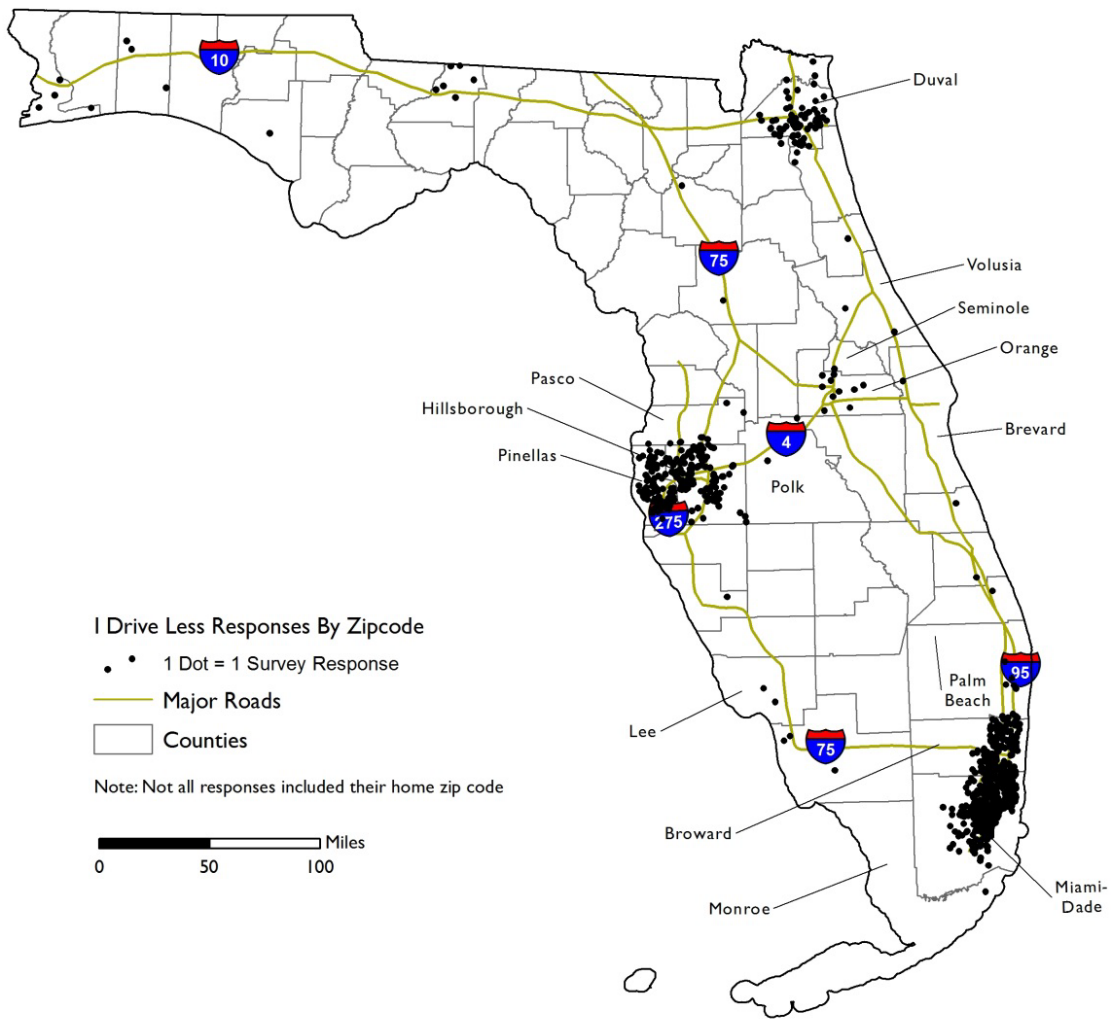 10
Duval
75
Volusia
Seminole
Orange
Pasco
Hillsborough
Pinellas
4
Brevard
Polk
275
I Drive Less Responses By Zipcode
1 Dot = 1 Survey Response
Major Roads
Counties
Note: Not all responses included their home zip code
Miles
0 50 100
95
Palm
Beach
Lee
75
Broward
Monroe
Miami-
Dade